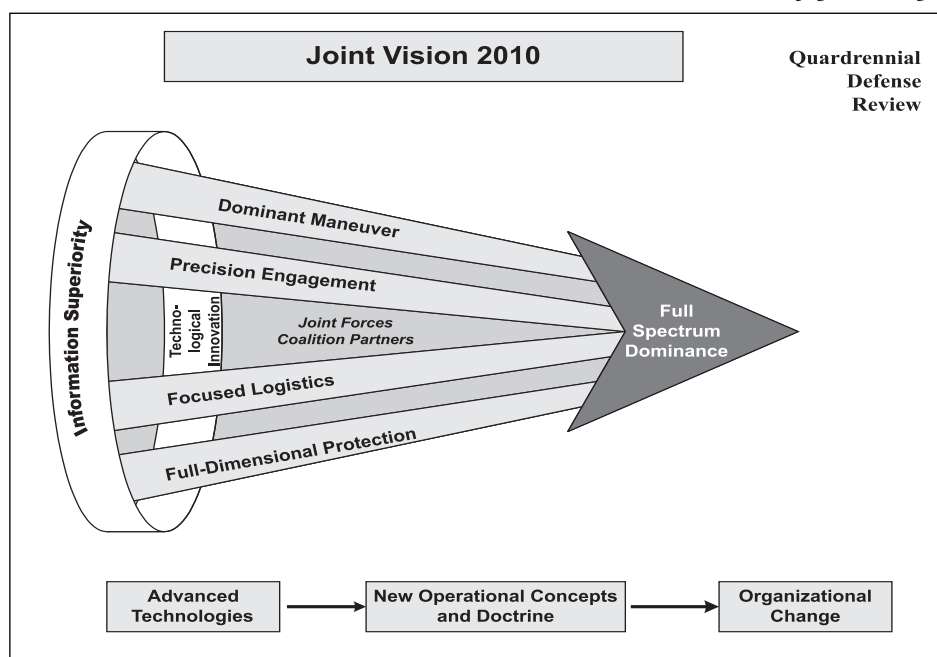 Joint Vision 2010
Quardrennial
Defense
Review
Information Superiority
Dominant Maneuver
Precision Engagement
Techno-
logical
Innovation
Joint Forces
Coalition Partners
Focused Logistics
Full-Dimensional Protection
Full
Spectrum
Dominance
Advanced
Technologies
New Operational Concepts
and Doctrine
Organizational
Change